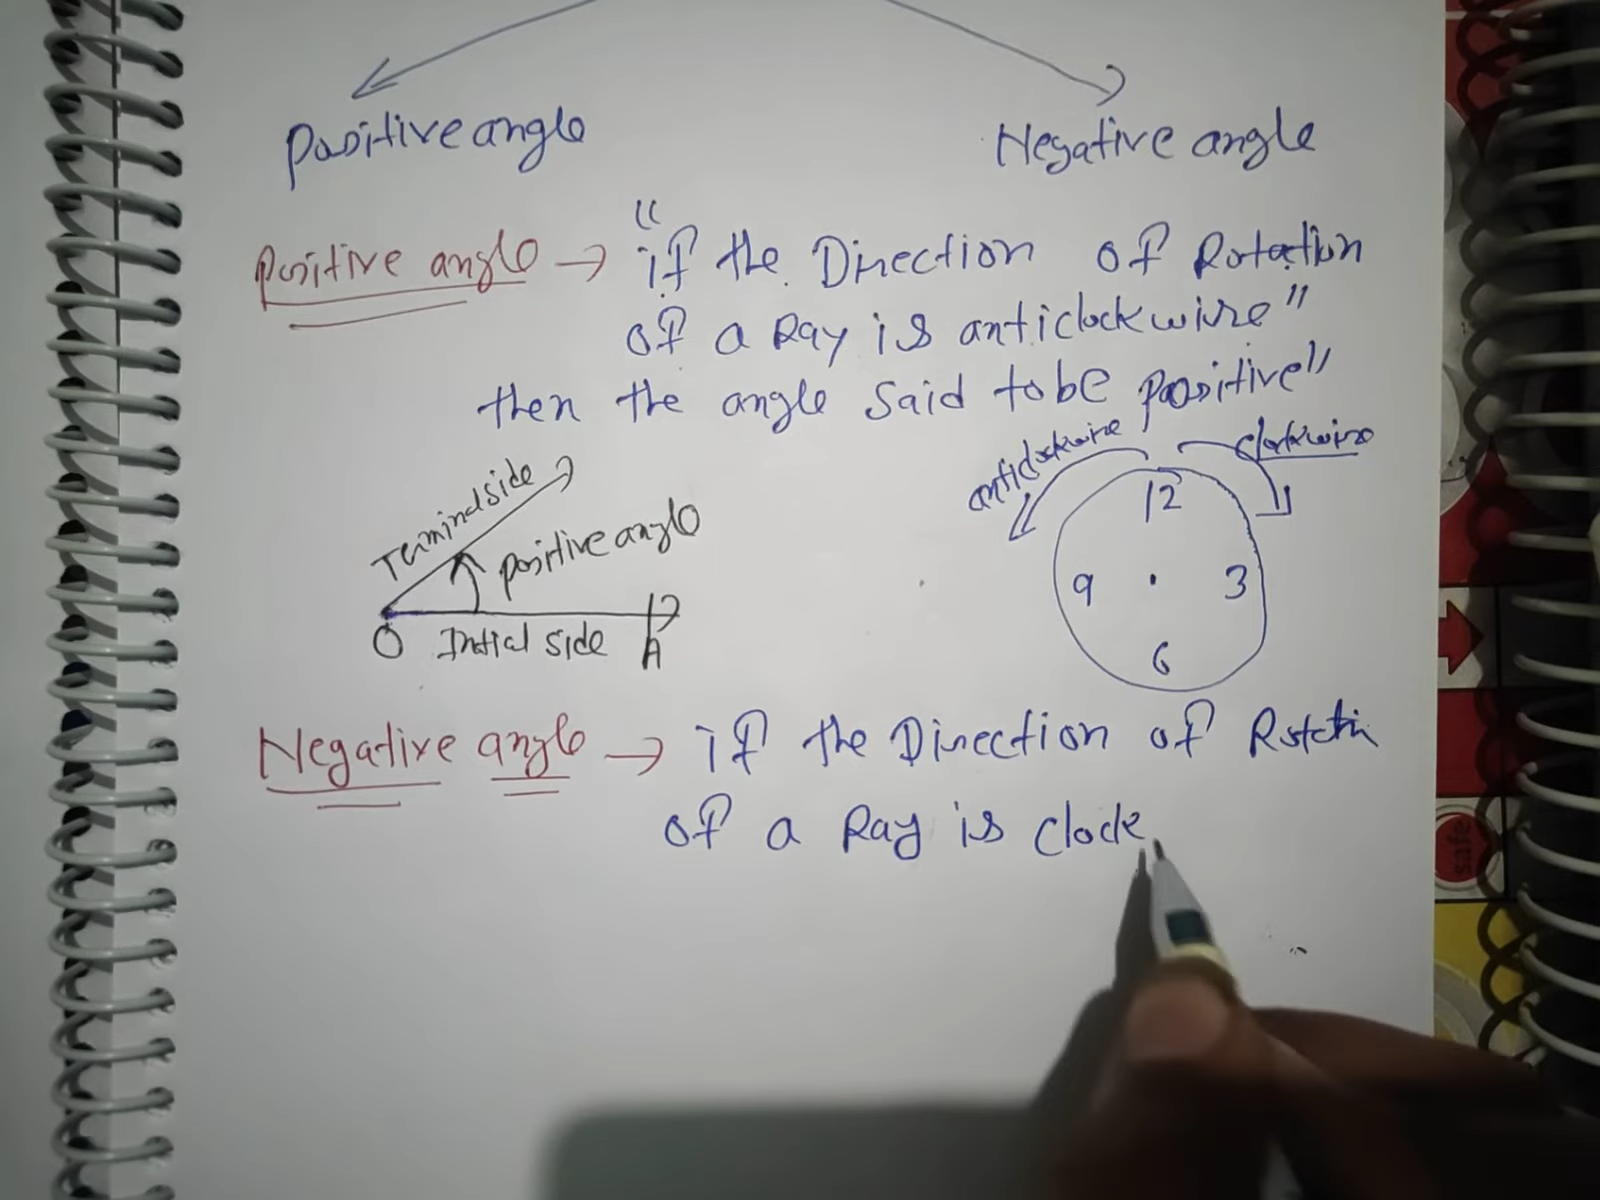 Positive angle
Negative angle
Positive angle → "if the Direction of Rotation
of a Ray is anticlockwise"
then the angle said to be positive"
anticlockwise
clockwise
Terminal side
positive angle
O Initial side A
12
9 3
6
Negative angle → if the Direction of
of a Ray is clock
safe